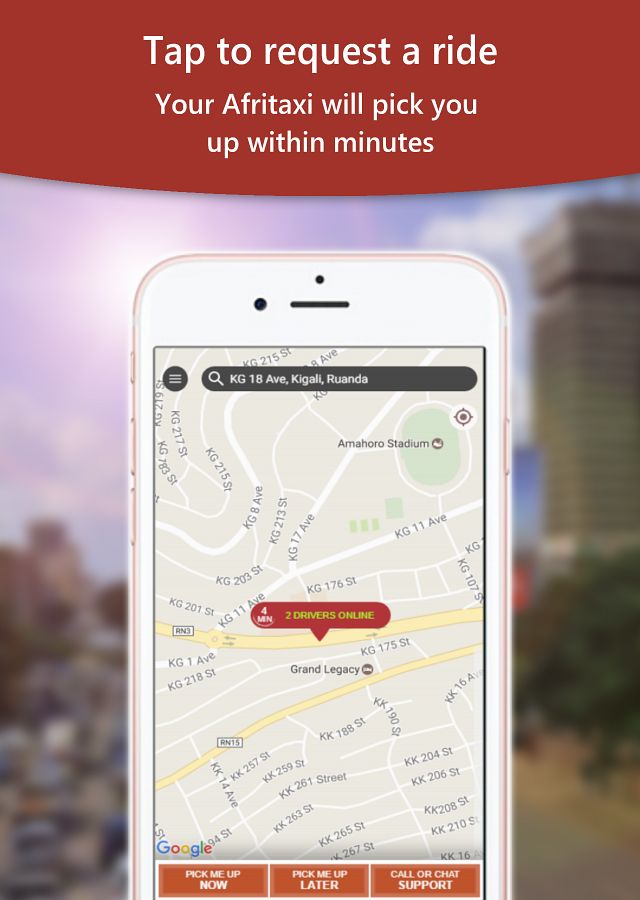 Tap to request a ride
Your Afritaxi will pick you
up within minutes
KG 215 St
8 Ave
KG
KG 18 Ave, Kigali, Ruanda
KG 219 St
KG 217 St
Amahoro Stadium
KG 783 St
KG 215 St
KG 8 Ave
KG 213 St
KG 17 Ave
KG 11 Ave
KG
KG 203 St
KG 176 St
KG 107 St
KG 201 St
KG 11 Ave
4
MIN
2 DRIVERS ONLINE
RN3
KG 175 St
KG 1 Ave
Grand Legacy
KG 218 St
KK 16 Ave
KK 190 St
KK 188 St
RN15
KK 257 St
KK 259 St
KK 204 St
KK 14 Ave
KK 261 Street
KK 206 St
KK 263 St
KK208 St
KK 265 St
KK 210 St
94 St
KK 267 St
KK 16 A
Google
PICK ME UP
NOW
PICK ME UP
LATER
CALL OR CHAT
SUPPORT